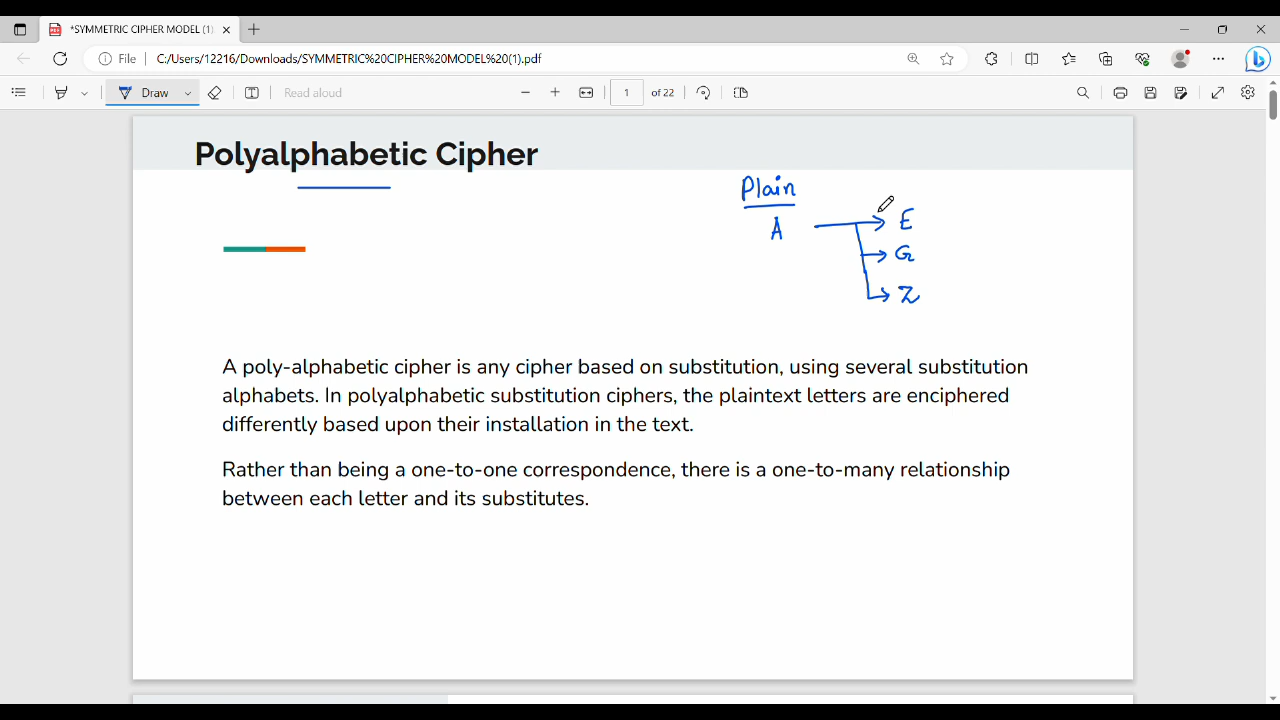 *SYMMETRIC CIPHER MODEL (1)
File
C:/Users/12216/Downloads/SYMMETRIC%20CIPHER%20MODEL%20(1).pdf
Draw
Read aloud
1 of 22
Polyalphabetic Cipher
Plain
A
E
G
Z
A poly-alphabetic cipher is any cipher based on substitution, using several substitution
alphabets. In polyalphabetic substitution ciphers, the plaintext letters are enciphered
differently based upon their installation in the text.
Rather than being a one-to-one correspondence, there is a one-to-many relationship
between each letter and its substitutes.